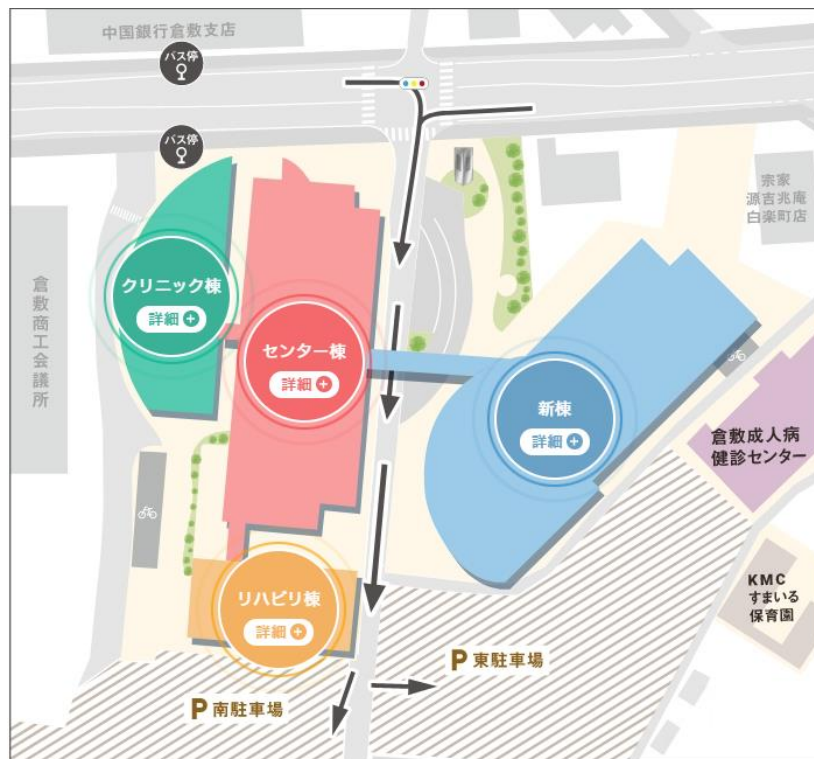 中国銀行倉敷支店
バス停
バス停
宗家
源吉兆庵
白楽町店
倉敷商工会議所
クリニック棟
詳細
センター棟
詳細
新棟
詳細
倉敷成人病
健診センター
リハビリ棟
詳細
KMC
すまいる
保育園
P 東駐車場
P 南駐車場